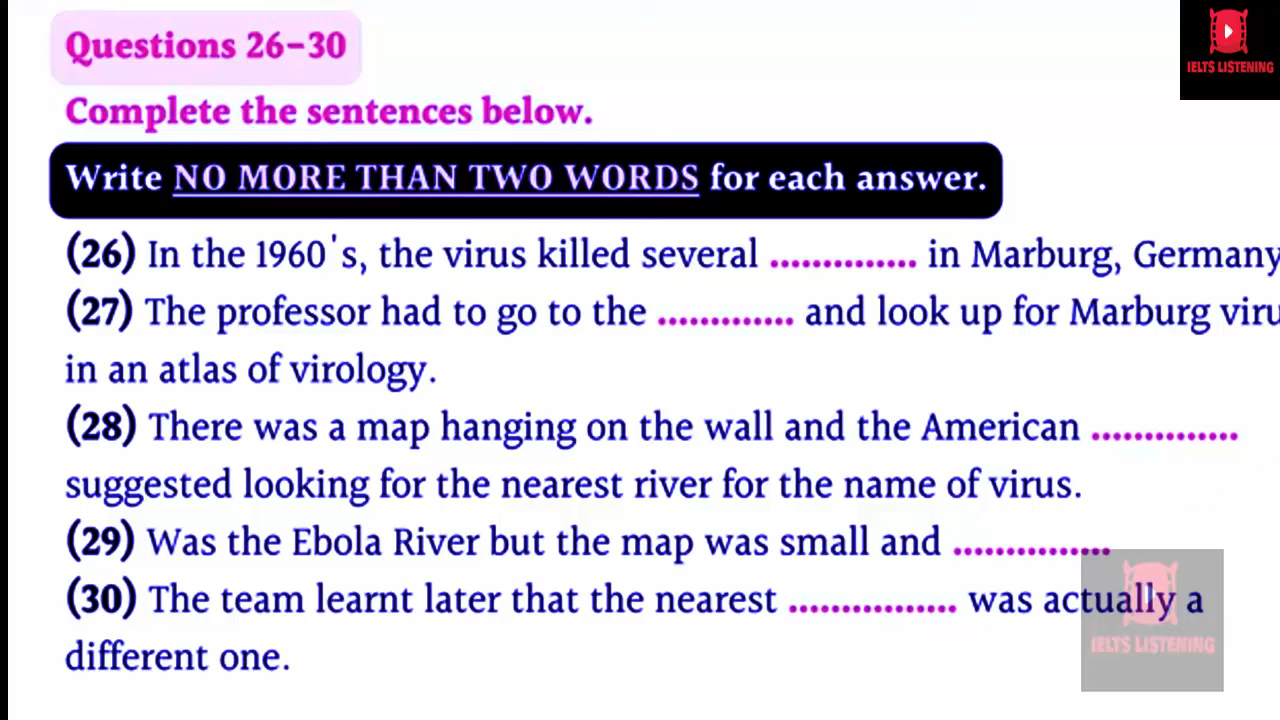 Questions 26-30
IELTS LISTENING
Complete the sentences below.
Write NO MORE THAN TWO WORDS for each answer.
(26) In the 1960's, the virus killed several .............. in Marburg, Germany
(27) The professor had to go to the ............. and look up for Marburg viru
in an atlas of virology.
(28) There was a map hanging on the wall and the American ..............
suggested looking for the nearest river for the name of virus.
(29) Was the Ebola River but the map was small and ...............
(30) The team learnt later that the nearest ................ was actually a
different one.
IELTS LISTENING